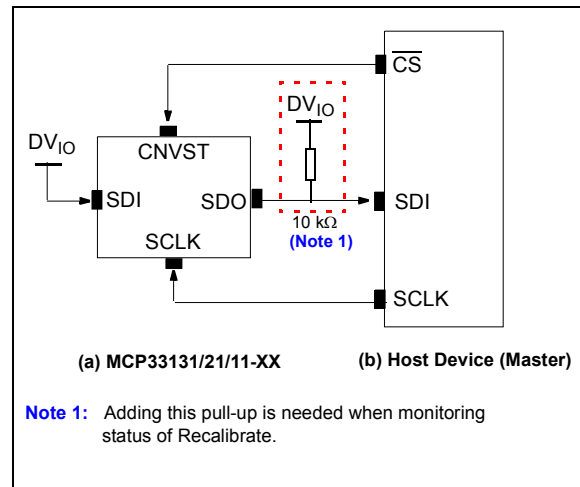 CS
DVIO
DVIO
CNVST
SDI
SDO
SDI
10 kΩ
(Note 1)
SCLK
SCLK
(a) MCP33131/21/11-XX
(b) Host Device (Master)
Note 1: Adding this pull-up is needed when monitoring
status of Recalibrate.